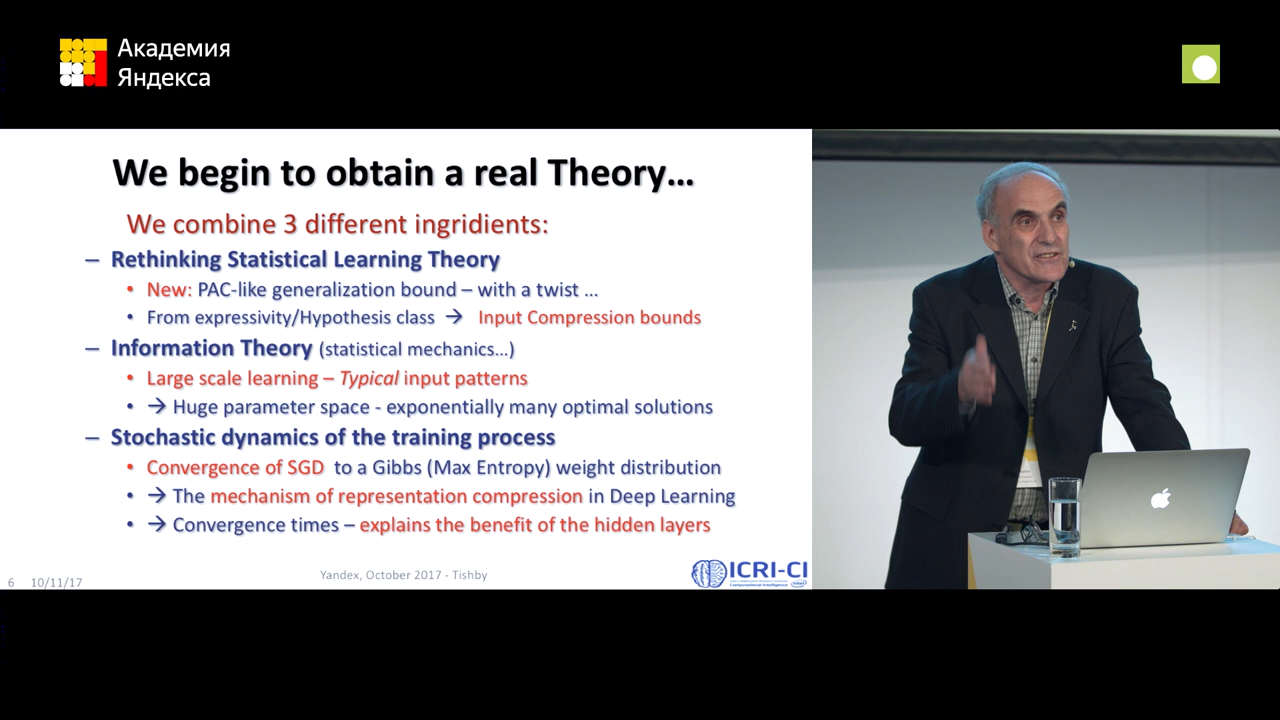 Академия
Яндекса
We begin to obtain a real Theory...
We combine 3 different ingridients:
– Rethinking Statistical Learning Theory
• New: PAC-like generalization bound – with a twist ...
• From expressivity/Hypothesis class → Input Compression bounds
– Information Theory (statistical mechanics...)
• Large scale learning – Typical input patterns
• → Huge parameter space - exponentially many optimal solutions
– Stochastic dynamics of the training process
• Convergence of SGD to a Gibbs (Max Entropy) weight distribution
• → The mechanism of representation compression in Deep Learning
• → Convergence times – explains the benefit of the hidden layers
6 10/11/17
Yandex, October 2017 - Tishby
ICRI-CI